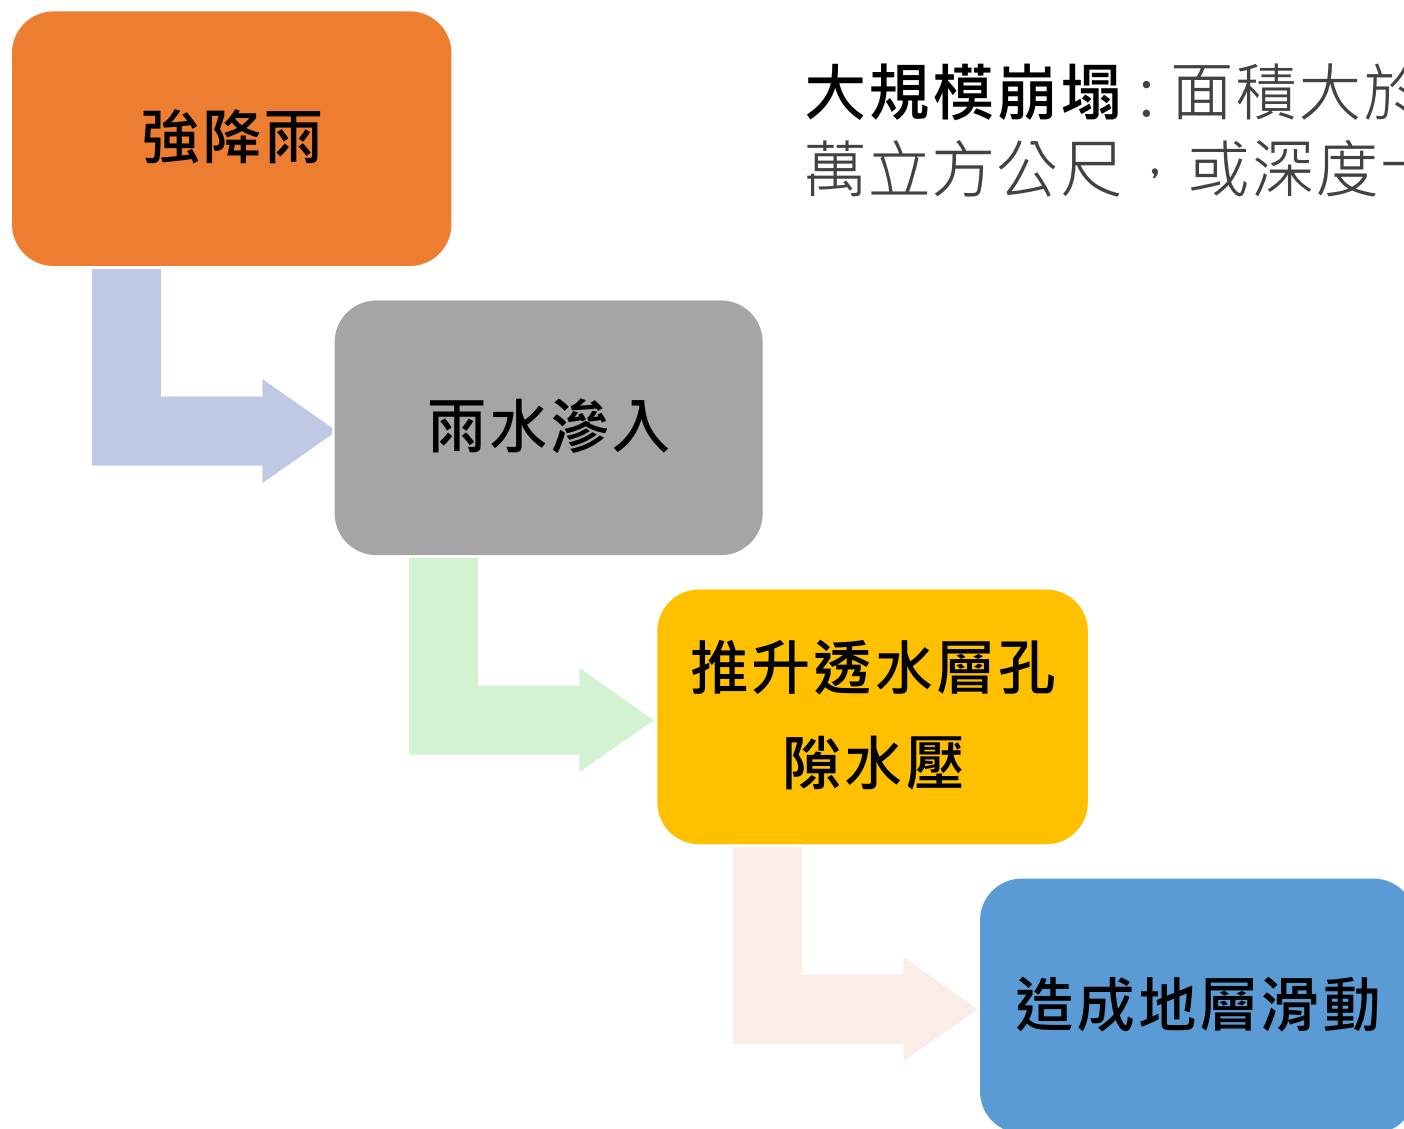 強降雨
大規模崩塌：面積大於
萬立方公尺，或深度
雨水滲入
推升透水層孔
隙水壓
造成地層滑動